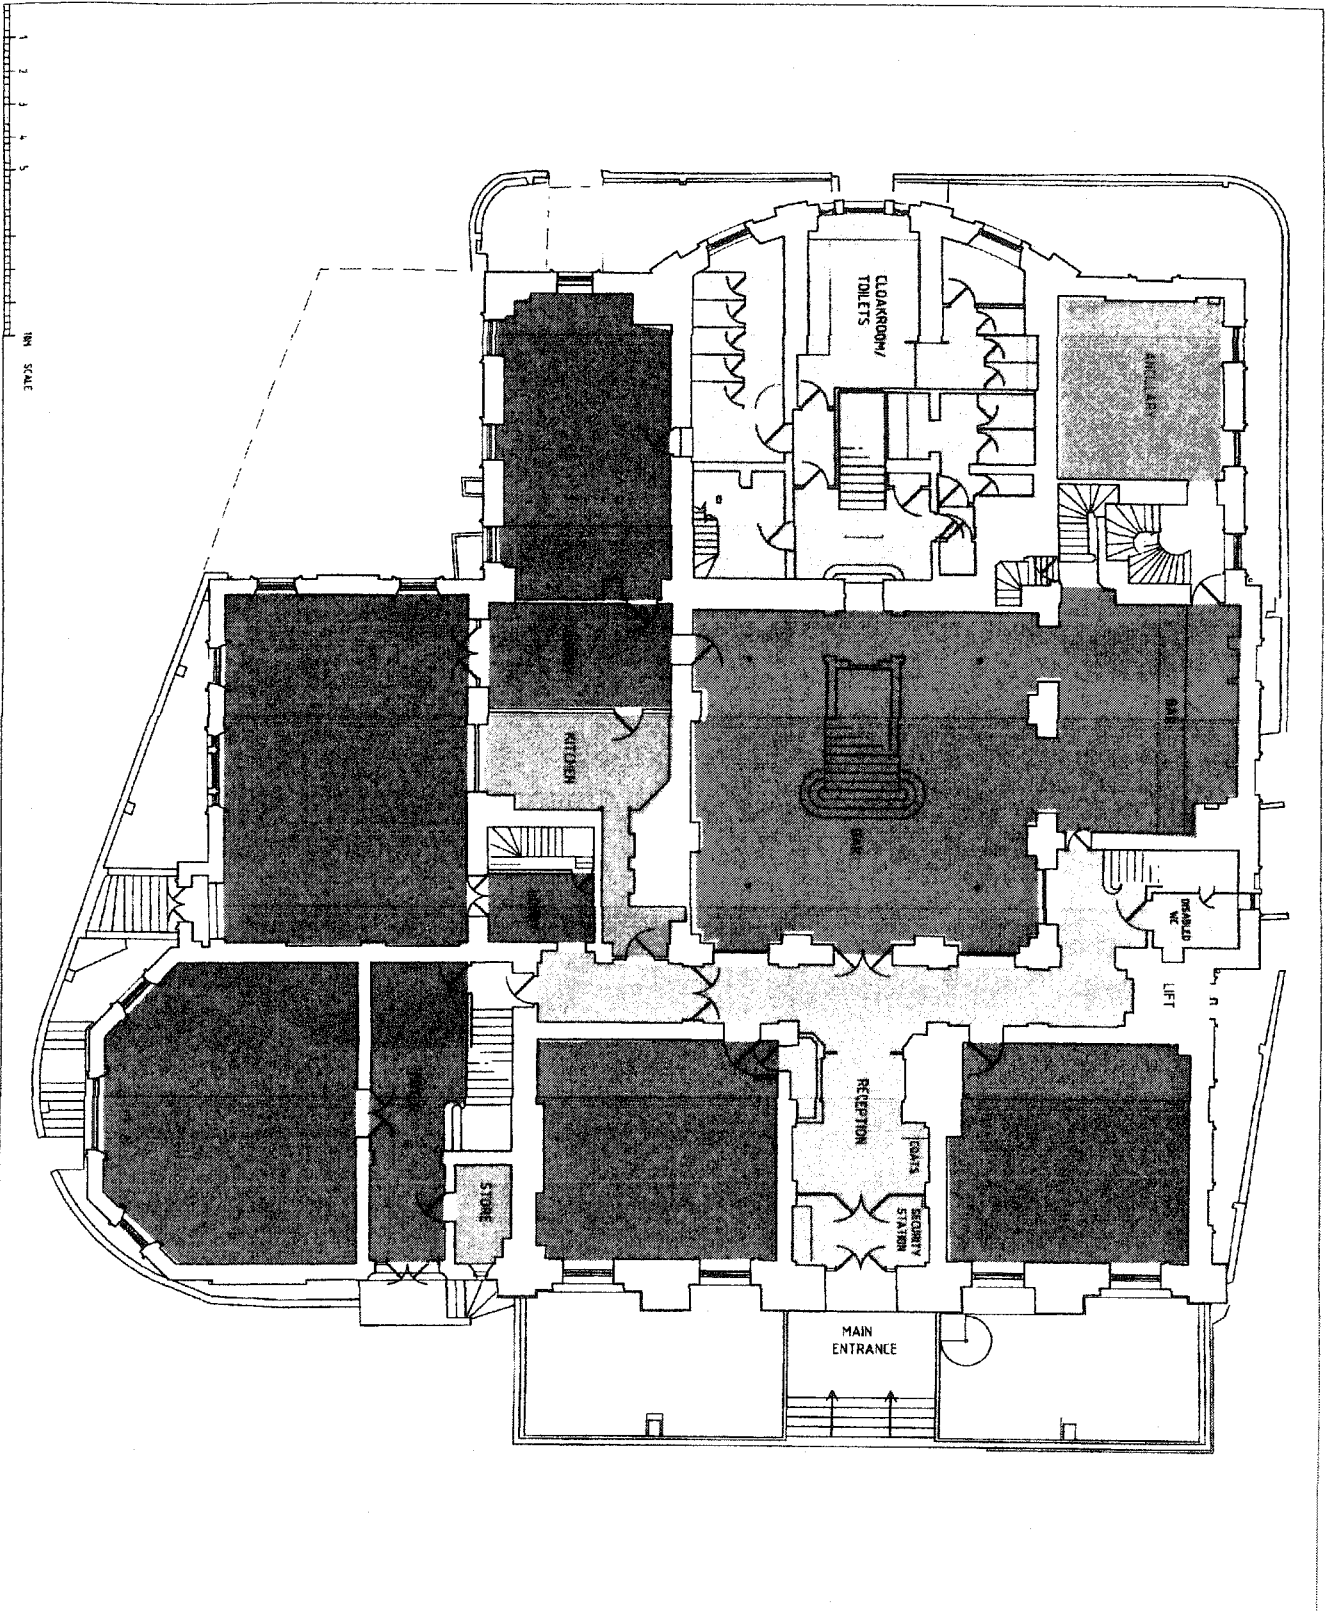 CLOAKROOM/
TOILETS
ANCILLARY
BAR
KITCHEN
BAR
DISABLED
WC
LIFT
RECEPTION
COATS
STORE
SECURITY
STATION
MAIN
ENTRANCE
1
2
3
4
5
SCALE